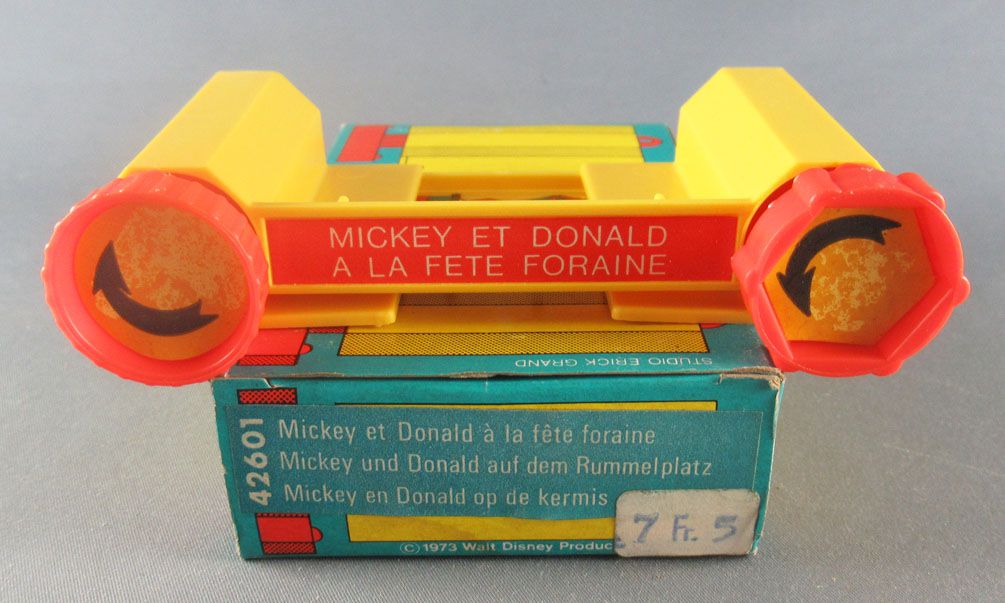 MICKEY ET DONALD
A LA FETE FORAINE
STUDIO ERICK GRAND
42601
Mickey et Donald à la fête foraine
Mickey und Donald auf dem Rummelplatz
Mickey en Donald op de kermis
7 Fr. 5
© 1973 Walt Disney